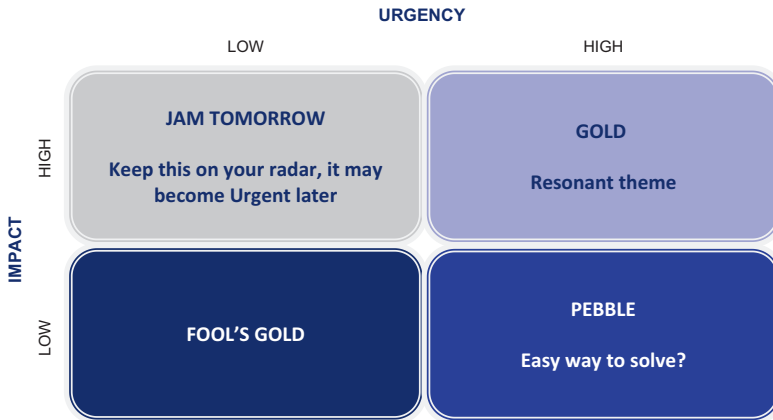 URGENCY
LOW
HIGH
IMPACT
HIGH
JAM TOMORROW
Keep this on your radar, it may
become Urgent later
GOLD
Resonant theme
LOW
FOOL’S GOLD
PEBBLE
Easy way to solve?